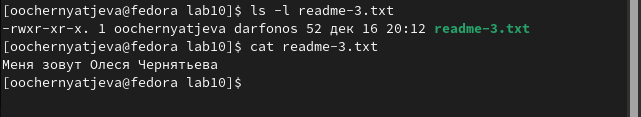 [oochernyatjeva@fedora lab10]$ ls -l readme-3.txt
-rwxr-xr-x. 1 oochernyatjeva darfonos 52 дек 16 20:12 readme-3.txt
[oochernyatjeva@fedora lab10]$ cat readme-3.txt
Меня зовут Олеся Чернятьева
[oochernyatjeva@fedora lab10]$